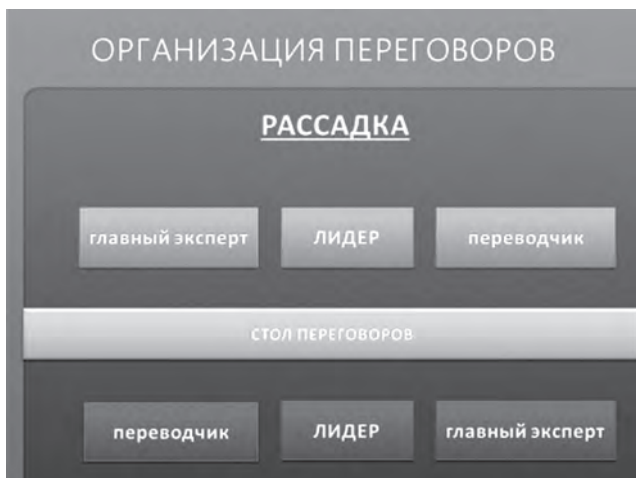 ОРГАНИЗАЦИЯ ПЕРЕГОВОРОВ
РАССАДКА
главный эксперт ЛИДЕР переводчик
СТОЛ ПЕРЕГОВОРОВ
переводчик ЛИДЕР главный эксперт